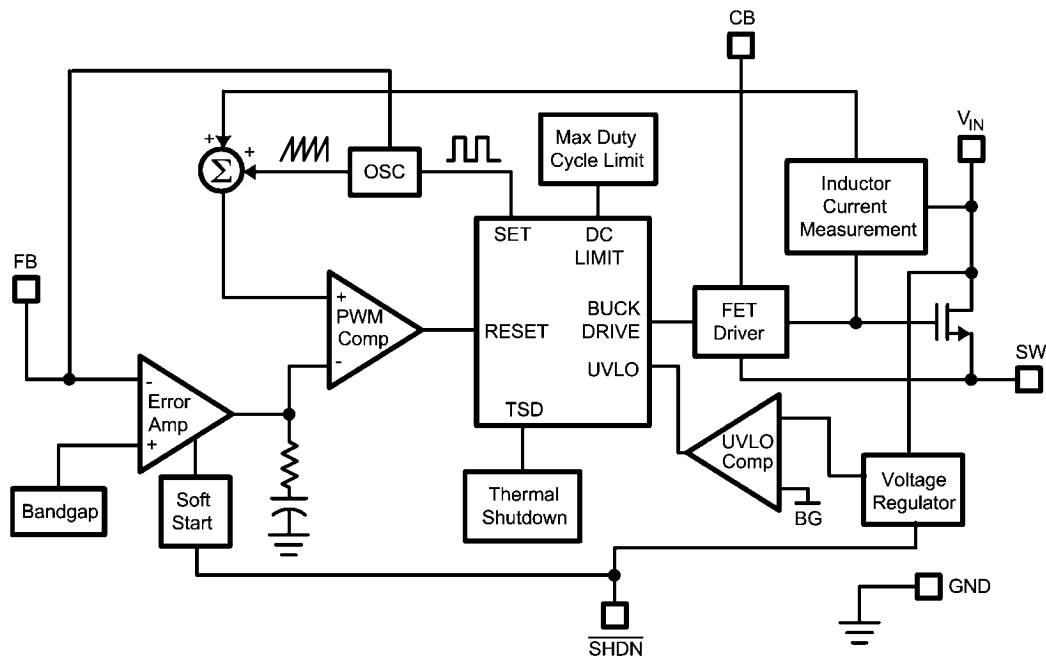 CB
V_IN
+
+
Σ
OSC
Max Duty
Cycle Limit
Inductor
Current
Measurement
SET
DC
LIMIT
FB
+
PWM
Comp
-
RESET
BUCK
DRIVE
UVLO
TSD
FET
Driver
SW
-
Error
Amp
+
Bandgap
Soft
Start
Thermal
Shutdown
UVLO
Comp
BG
Voltage
Regulator
GND
SHDN